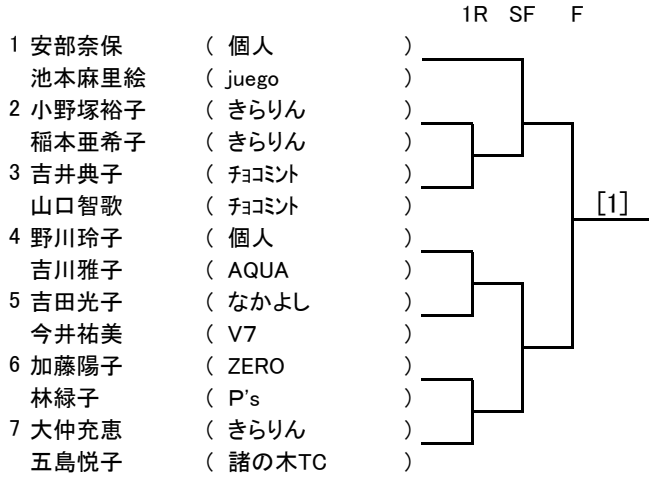 1R SF F
1 安部奈保 ( 個人 )
池本麻里絵 ( juego )
2 小野塚裕子 ( きらりん )
稲本亜希子 ( きらりん )
3 吉井典子 ( ﾁｮｺﾐﾝﾄ )
山口智歌 ( ﾁｮｺﾐﾝﾄ )
[1]
4 野川玲子 ( 個人 )
吉川雅子 ( AQUA )
5 吉田光子 ( なかよし )
今井祐美 ( V7 )
6 加藤陽子 ( ZERO )
林緑子 ( P's )
7 大仲充恵 ( きらりん )
五島悦子 ( 諸の木TC )